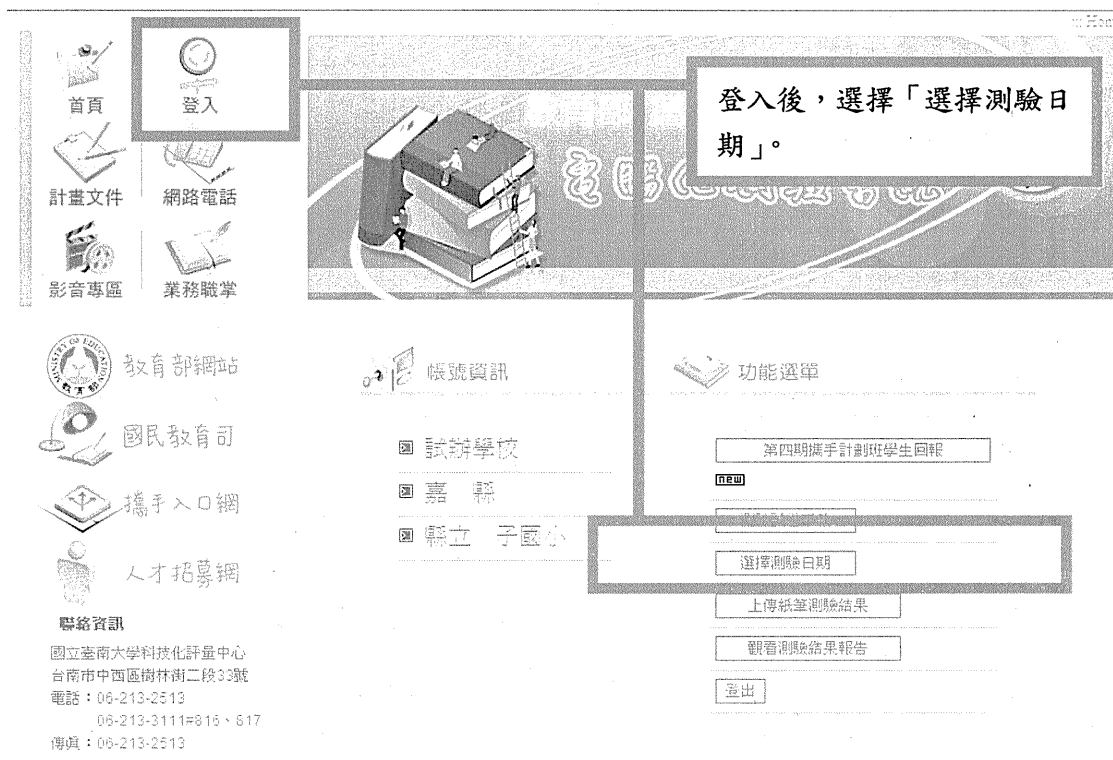 首頁
登入
登入後，選擇「選擇測驗日
期」。
計畫文件
網路電話
影音專區
業務職掌
教育部網站
國民教育司
攜手入口網
人才招募網
聯絡資訊
國立臺南大學科技化評量中心
台南市中西區樹林街二段33號
電話：06-213-2513
06-213-3111#816、817
傳真：06-213-2513
帳號資訊
試辦學校
嘉 縣
縣立 子國小
功能選單
第四期攜手計劃班學生回報
new
選擇測驗日期
上傳紙筆測驗結果
觀看測驗結果報告
登出